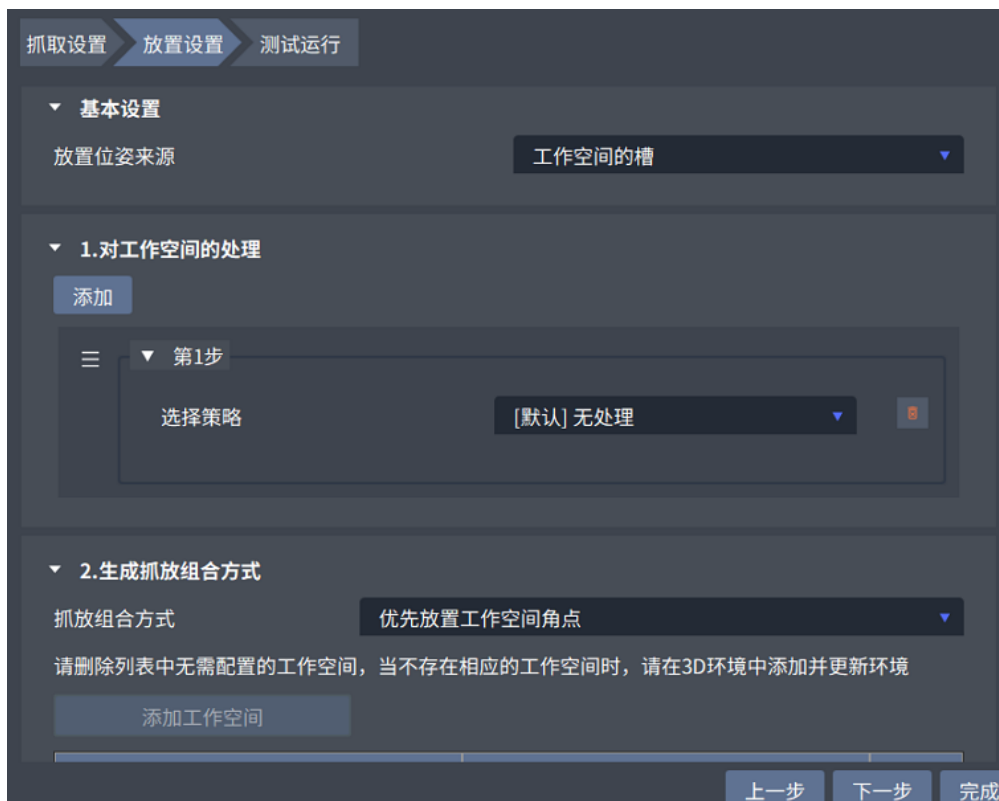 抓取设置 放置设置 测试运行
基本设置
放置位姿来源 工作空间的槽
1.对工作空间的处理
添加
第1步
选择策略 [默认] 无处理
2.生成抓放组合方式
抓放组合方式 优先放置工作空间角点
请删除列表中无需配置的工作空间，当不存在相应的工作空间时，请在3D环境中添加并更新环境
添加工作空间
上一步 下一步 完成